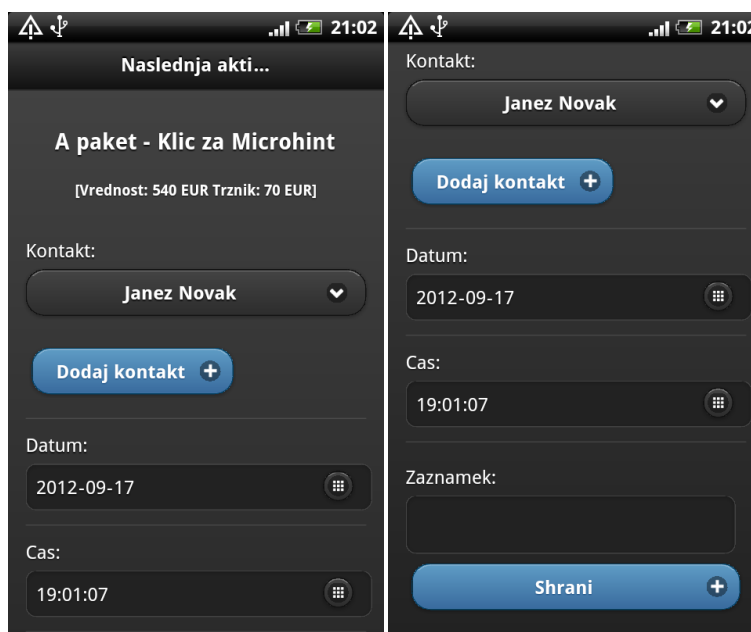 21:02
Naslednja akti...
A paket - Klic za Microhint
[Vrednost: 540 EUR Trznik: 70 EUR]
Kontakt:
Janez Novak
Dodaj kontakt
Datum:
2012-09-17
Cas:
19:01:07
21:02
Kontakt:
Janez Novak
Dodaj kontakt
Datum:
2012-09-17
Cas:
19:01:07
Zaznamek:
Shrani